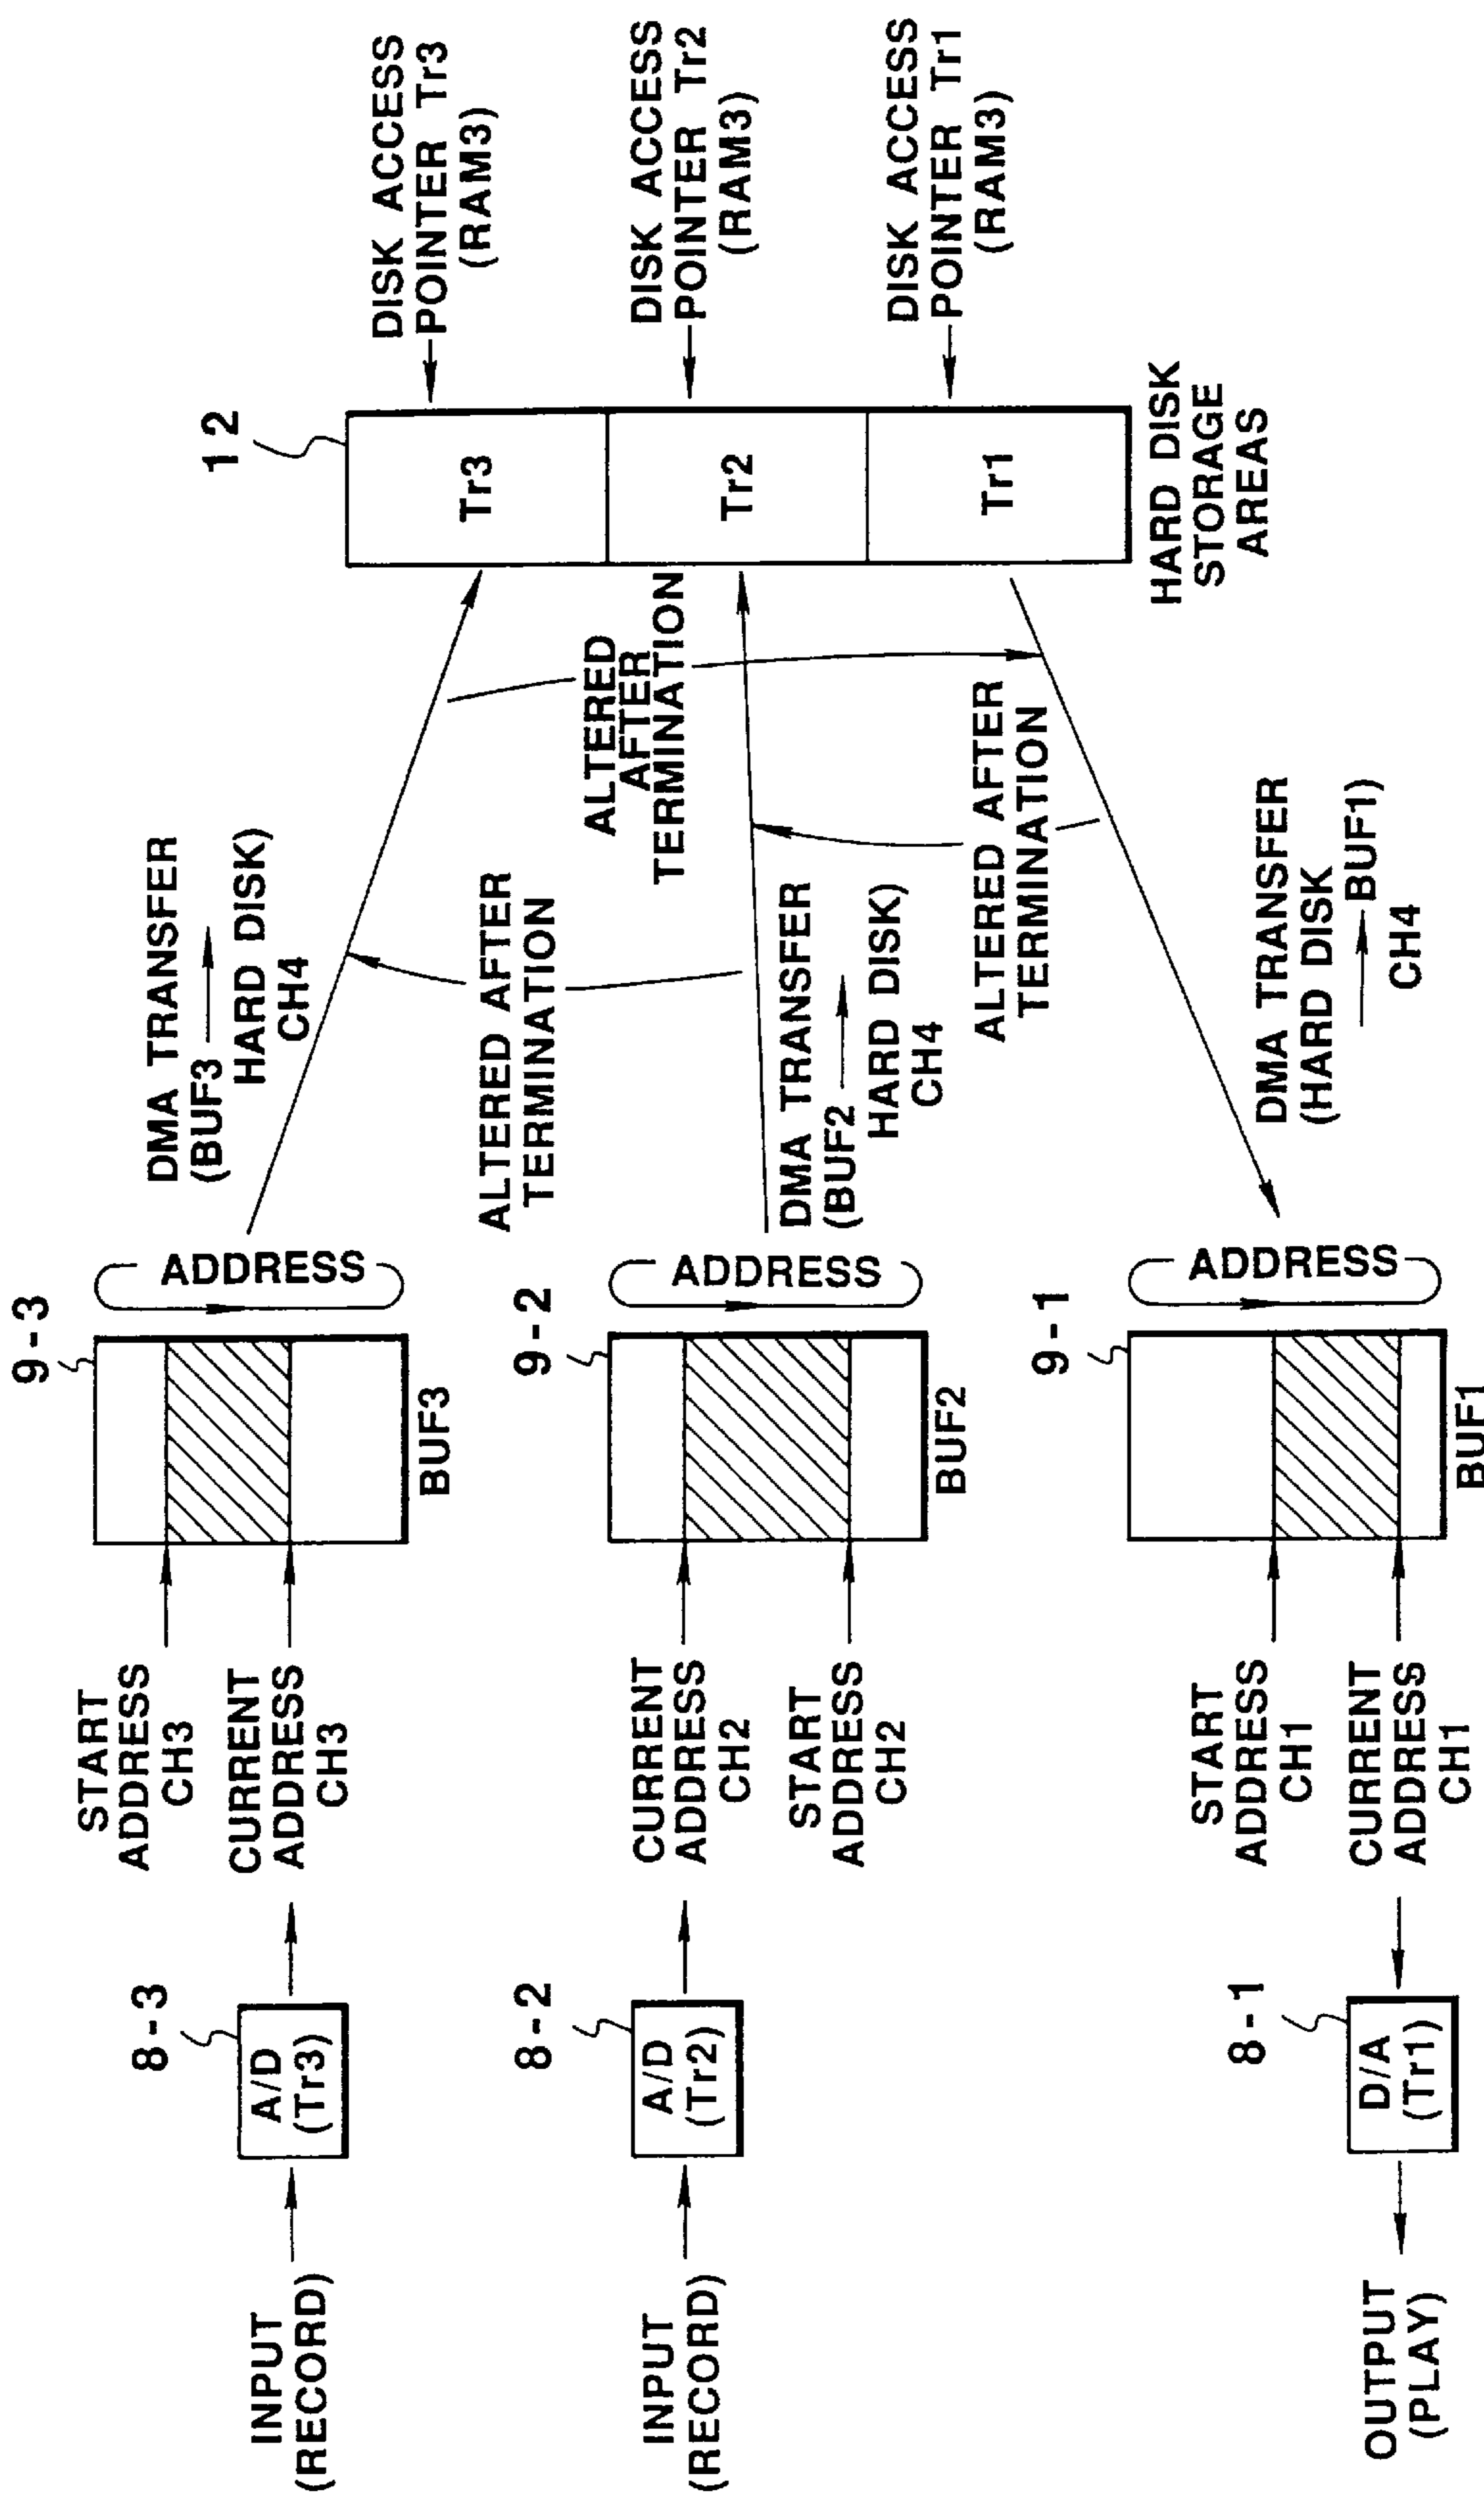 INPUT
(RECORD)
8-3
A/D
(Tr3)
START
ADDRESS
CH3
CURRENT
ADDRESS
CH3
9-3
BUF3
ADDRESS
DMA TRANSFER
(BUF3 →
HARD DISK)
CH4
ALTERED AFTER
TERMINATION
INPUT
(RECORD)
8-2
A/D
(Tr2)
CURRENT
ADDRESS
CH2
START
ADDRESS
CH2
9-2
BUF2
ADDRESS
DMA TRANSFER
(BUF2 →
HARD DISK)
CH4
ALTERED
AFTER
TERMINATION
OUTPUT
(PLAY)
8-1
D/A
(Tr1)
START
ADDRESS
CH1
CURRENT
ADDRESS
CH1
9-1
BUF1
ADDRESS
ALTERED AFTER
TERMINATION
DMA TRANSFER
(HARD DISK
→ BUF1)
CH4
12
Tr3
Tr2
Tr1
HARD DISK
STORAGE
AREAS
DISK ACCESS
POINTER Tr3
(RAM3)
DISK ACCESS
POINTER Tr2
(RAM3)
DISK ACCESS
POINTER Tr1
(RAM3)